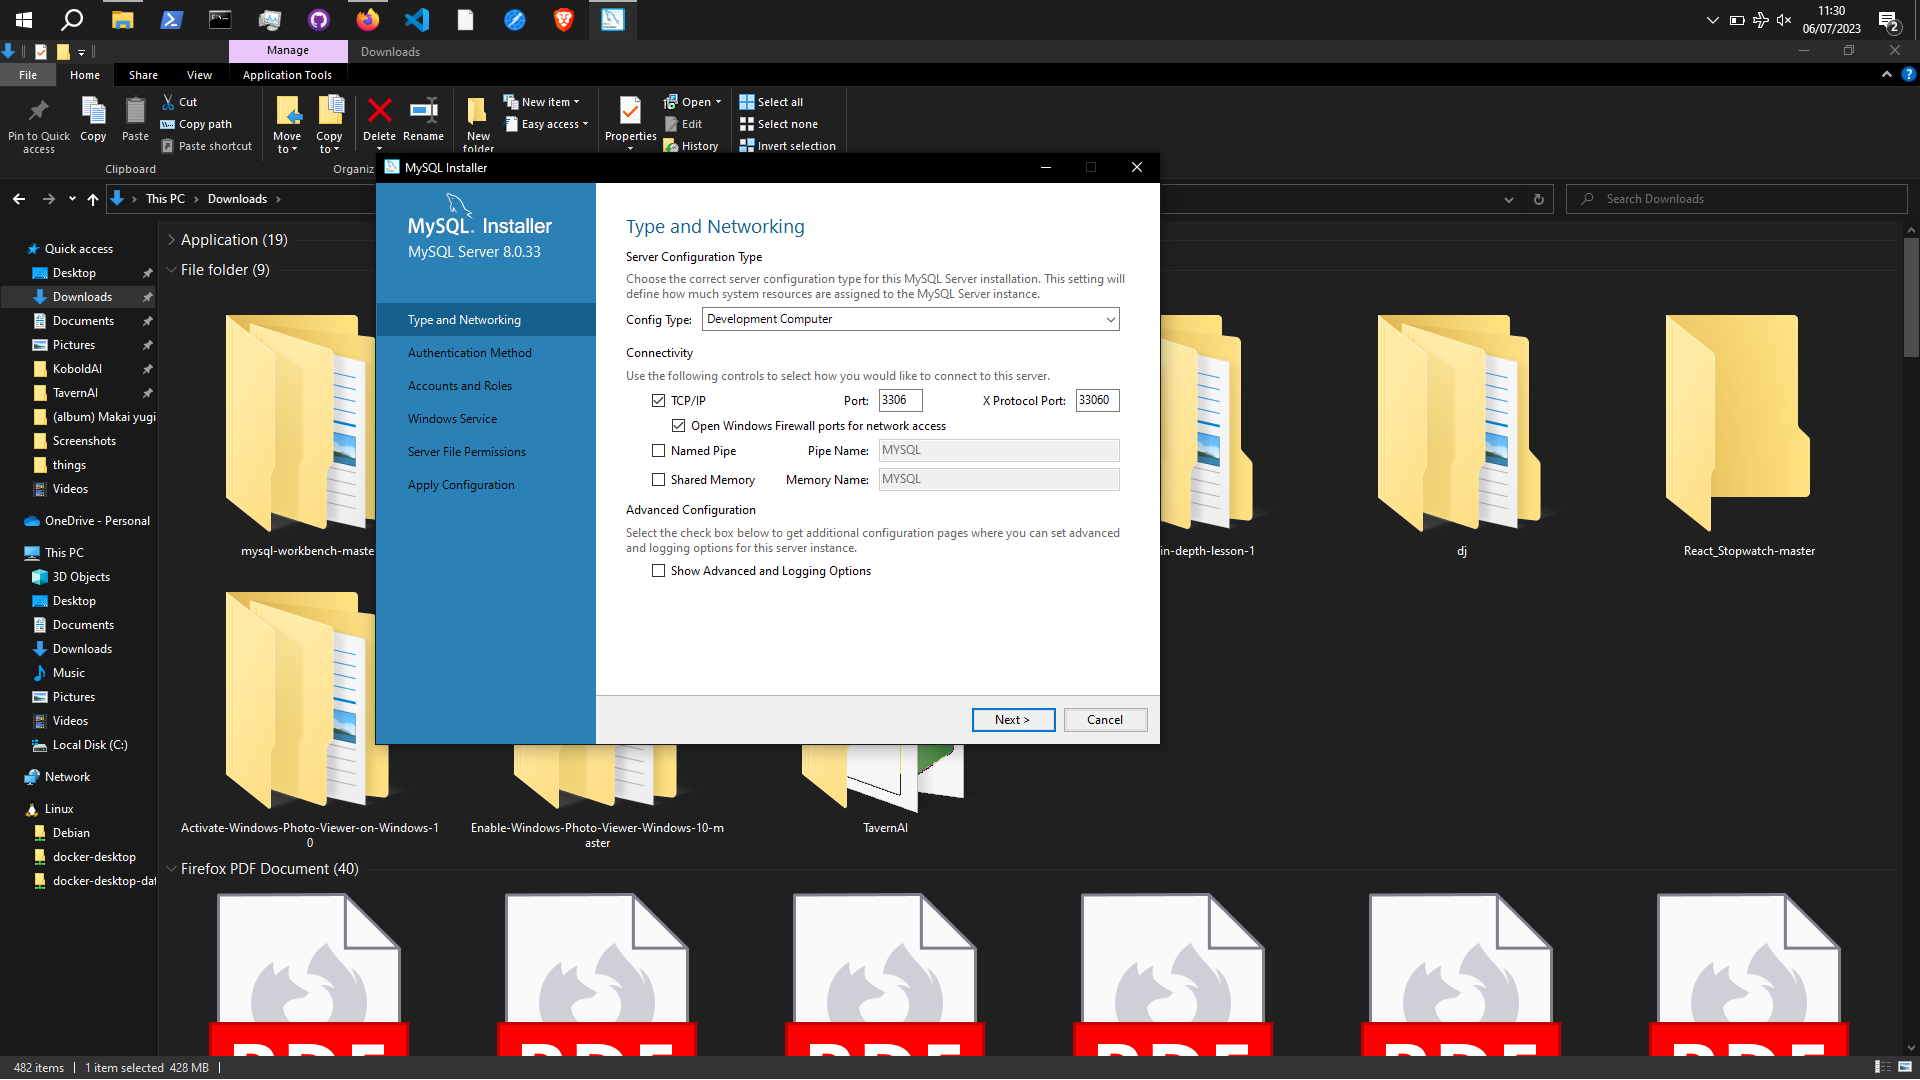 11:30
06/07/2023
2
Manage
Downloads
File
Home
Share
View
Application Tools
Pin to Quick access
Copy
Paste
Cut
Copy path
Paste shortcut
Move to
Copy to
Delete
Rename
New folder
New item
Easy access
Properties
Open
Edit
History
Select all
Select none
Invert selection
Clipboard
Organiz
This PC
Downloads
Search Downloads
Quick access
Desktop
Downloads
Documents
Pictures
KoboldAI
TavernAI
(album) Makai yugi
Screenshots
things
Videos
OneDrive - Personal
This PC
3D Objects
Desktop
Documents
Downloads
Music
Pictures
Videos
Local Disk (C:)
Network
Linux
Debian
docker-desktop
docker-desktop-dat
Application (19)
File folder (9)
mysql-workbench-maste
in-depth-lesson-1
dj
React_Stopwatch-master
Activate-Windows-Photo-Viewer-on-Windows-1
0
Enable-Windows-Photo-Viewer-Windows-10-m
aster
TavernAI
Firefox PDF Document (40)
PDF
PDF
PDF
PDF
PDF
PDF
MySQL Installer
MySQL. Installer
MySQL Server 8.0.33
Type and Networking
Authentication Method
Accounts and Roles
Windows Service
Server File Permissions
Apply Configuration
Type and Networking
Server Configuration Type
Choose the correct server configuration type for this MySQL Server installation. This setting will
define how much system resources are assigned to the MySQL Server instance.
Config Type: Development Computer
Connectivity
Use the following controls to select how you would like to connect to this server.
TCP/IP Port: 3306 X Protocol Port: 33060
Open Windows Firewall ports for network access
Named Pipe Pipe Name: MYSQL
Shared Memory Memory Name: MYSQL
Advanced Configuration
Select the check box below to get additional configuration pages where you can set advanced
and logging options for this server instance.
Show Advanced and Logging Options
Next >
Cancel
482 items
1 item selected 428 MB